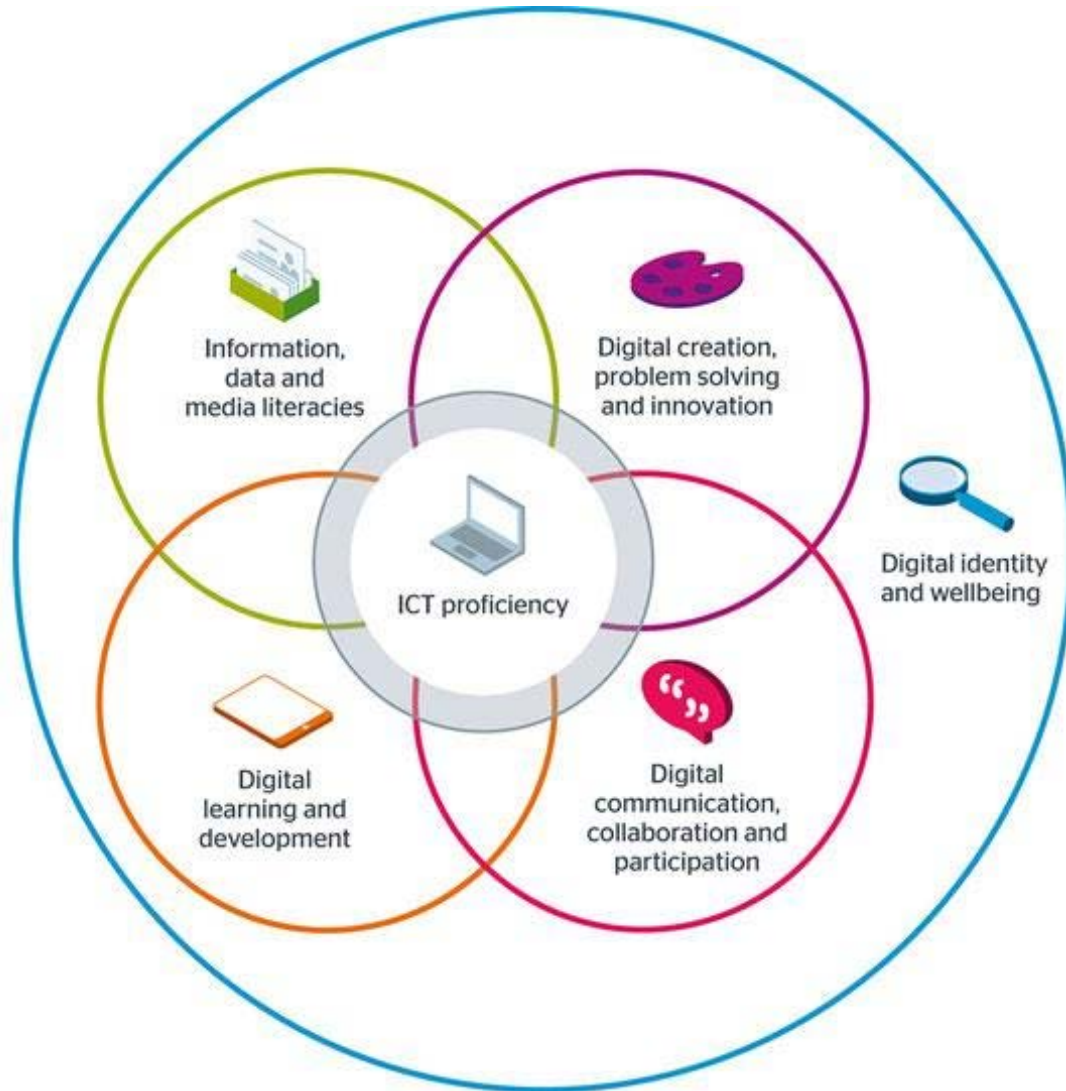 Information,
data and
media literacies
Digital creation,
problem solving
and innovation
Digital identity
and wellbeing
ICT proficiency
Digital
learning and
development
Digital
communication,
collaboration and
participation